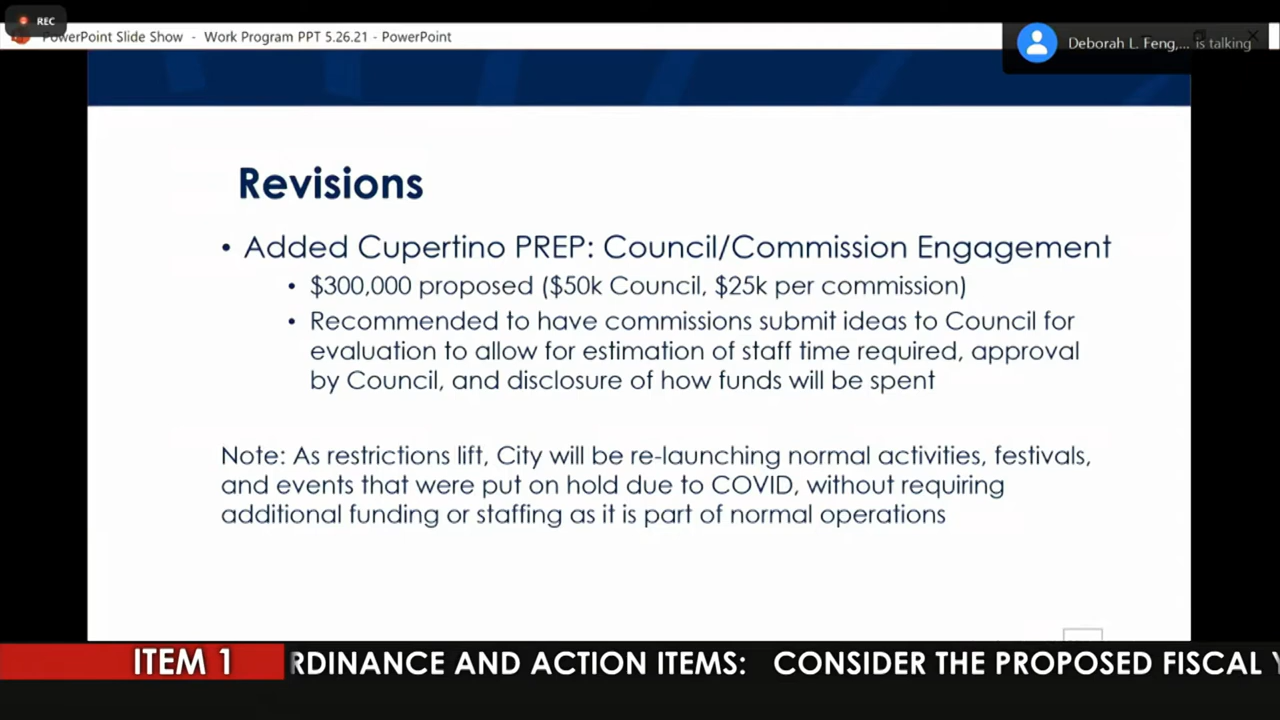 REC
PowerPoint Slide Show - Work Program PPT 5.26.21 - PowerPoint
Deborah L. Feng,... is talking
Revisions
• Added Cupertino PREP: Council/Commission Engagement
• $300,000 proposed ($50k Council, $25k per commission)
• Recommended to have commissions submit ideas to Council for
evaluation to allow for estimation of staff time required, approval
by Council, and disclosure of how funds will be spent
Note: As restrictions lift, City will be re-launching normal activities, festivals,
and events that were put on hold due to COVID, without requiring
additional funding or staffing as it is part of normal operations
ITEM 1 RDINANCE AND ACTION ITEMS: CONSIDER THE PROPOSED FISCAL Y